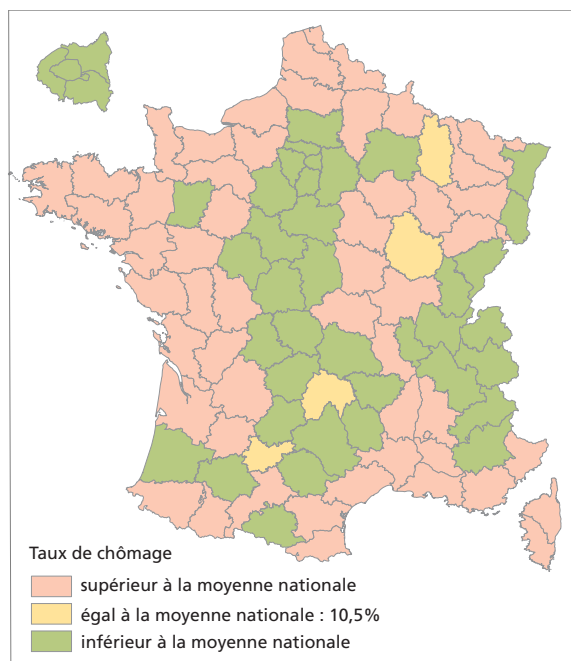 Taux de chômage
supérieur à la moyenne nationale
égal à la moyenne nationale : 10,5%
inférieur à la moyenne nationale